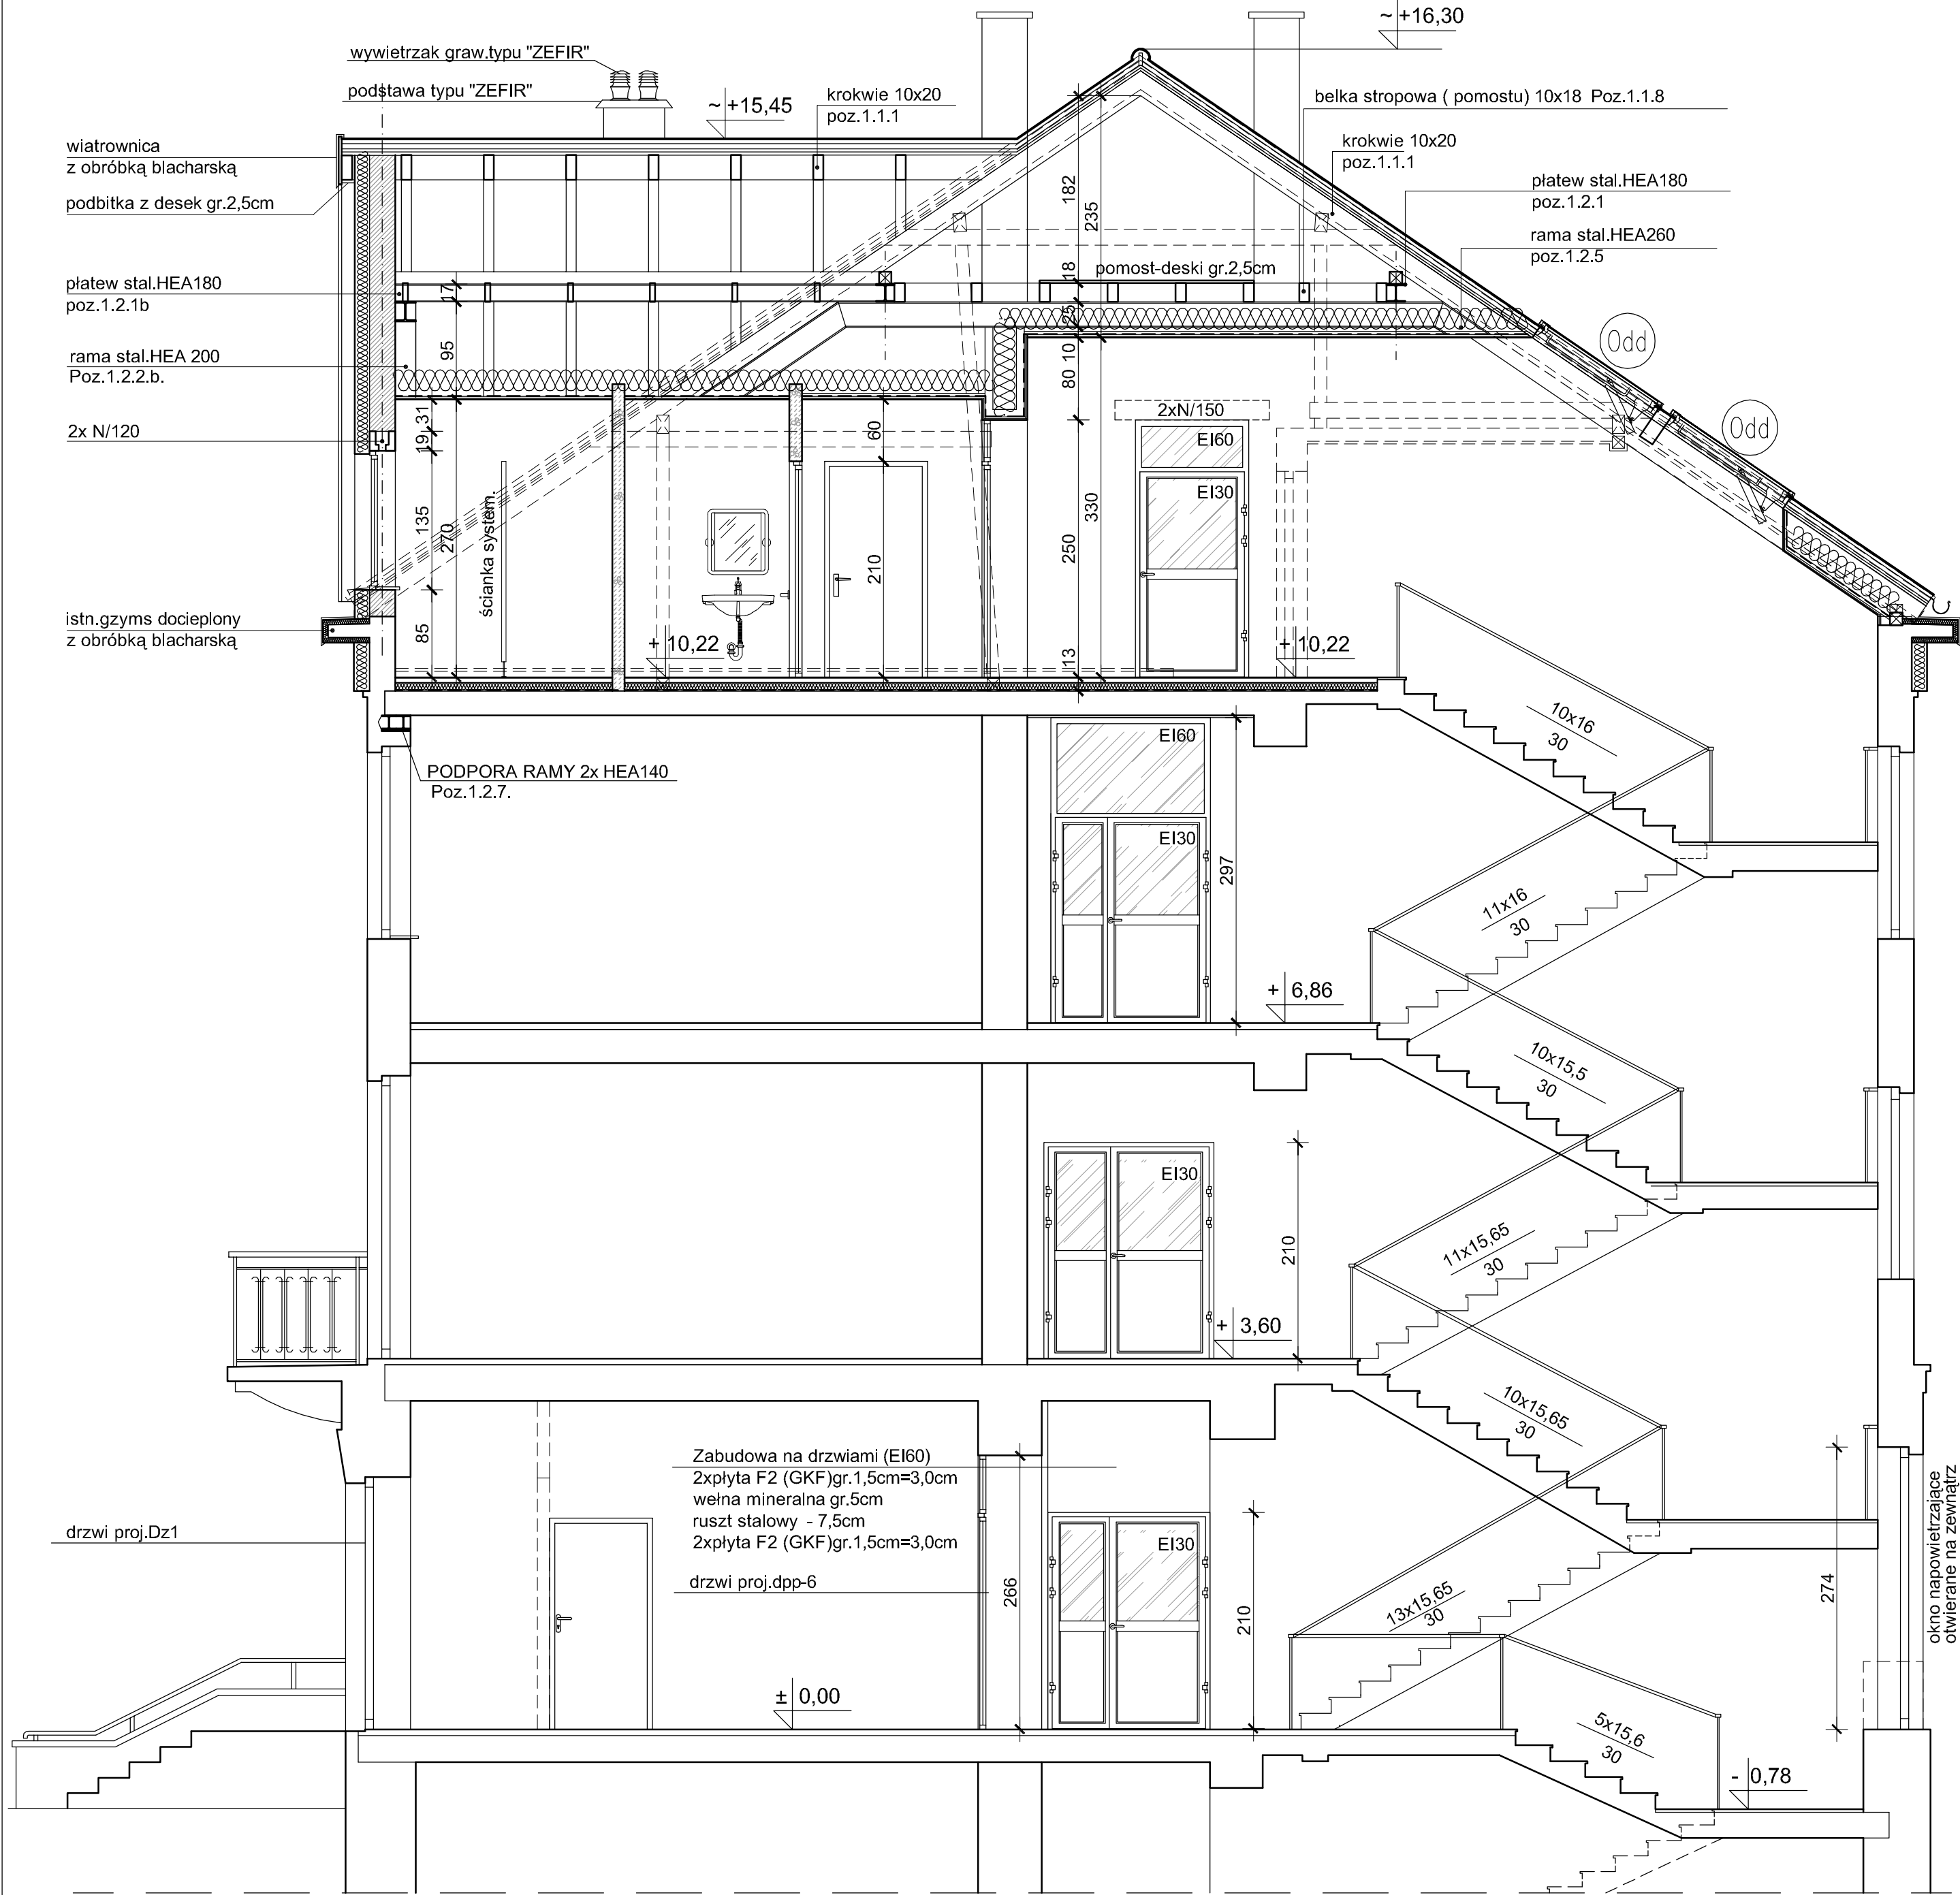 ~ +16,30
wywietrzak graw.typu "ZEFIR"
podstawa typu "ZEFIR"
~ +15,45
krokwie 10x20
poz.1.1.1
belka stropowa ( pomostu) 10x18 Poz.1.1.8
krokwie 10x20
poz.1.1.1
wiatrownica
z obróbką blacharską
podbitka z desek gr.2,5cm
płatew stal.HEA180
poz.1.2.1
rama stal.HEA260
poz.1.2.5
182
235
18
pomost-deski gr.2,5cm
płatew stal.HEA180
poz.1.2.1b
17
25
Odd
rama stal.HEA 200
Poz.1.2.2.b.
95
10
80
Odd
2x N/120
31
19
60
2xN/150
EI60
EI30
135
270
ścianka system.
210
250
330
istn.gzyms docieplony
z obróbką blacharską
85
+ 10,22
13
+ 10,22
10x16
30
EI60
PODPORA RAMY 2x HEA140
Poz.1.2.7.
EI30
297
11x16
30
+ 6,86
10x15,5
30
EI30
210
11x15,65
30
+ 3,60
10x15,65
30
Zabudowa na drzwiami (EI60)
2xpłyta F2 (GKF)gr.1,5cm=3,0cm
wełna mineralna gr.5cm
ruszt stalowy - 7,5cm
2xpłyta F2 (GKF)gr.1,5cm=3,0cm
drzwi proj.Dz1
drzwi proj.dpp-6
EI30
266
210
13x15,65
30
274
okno napowietrzające
otwierane na zewnątrz
± 0,00
5x15,6
30
- 0,78